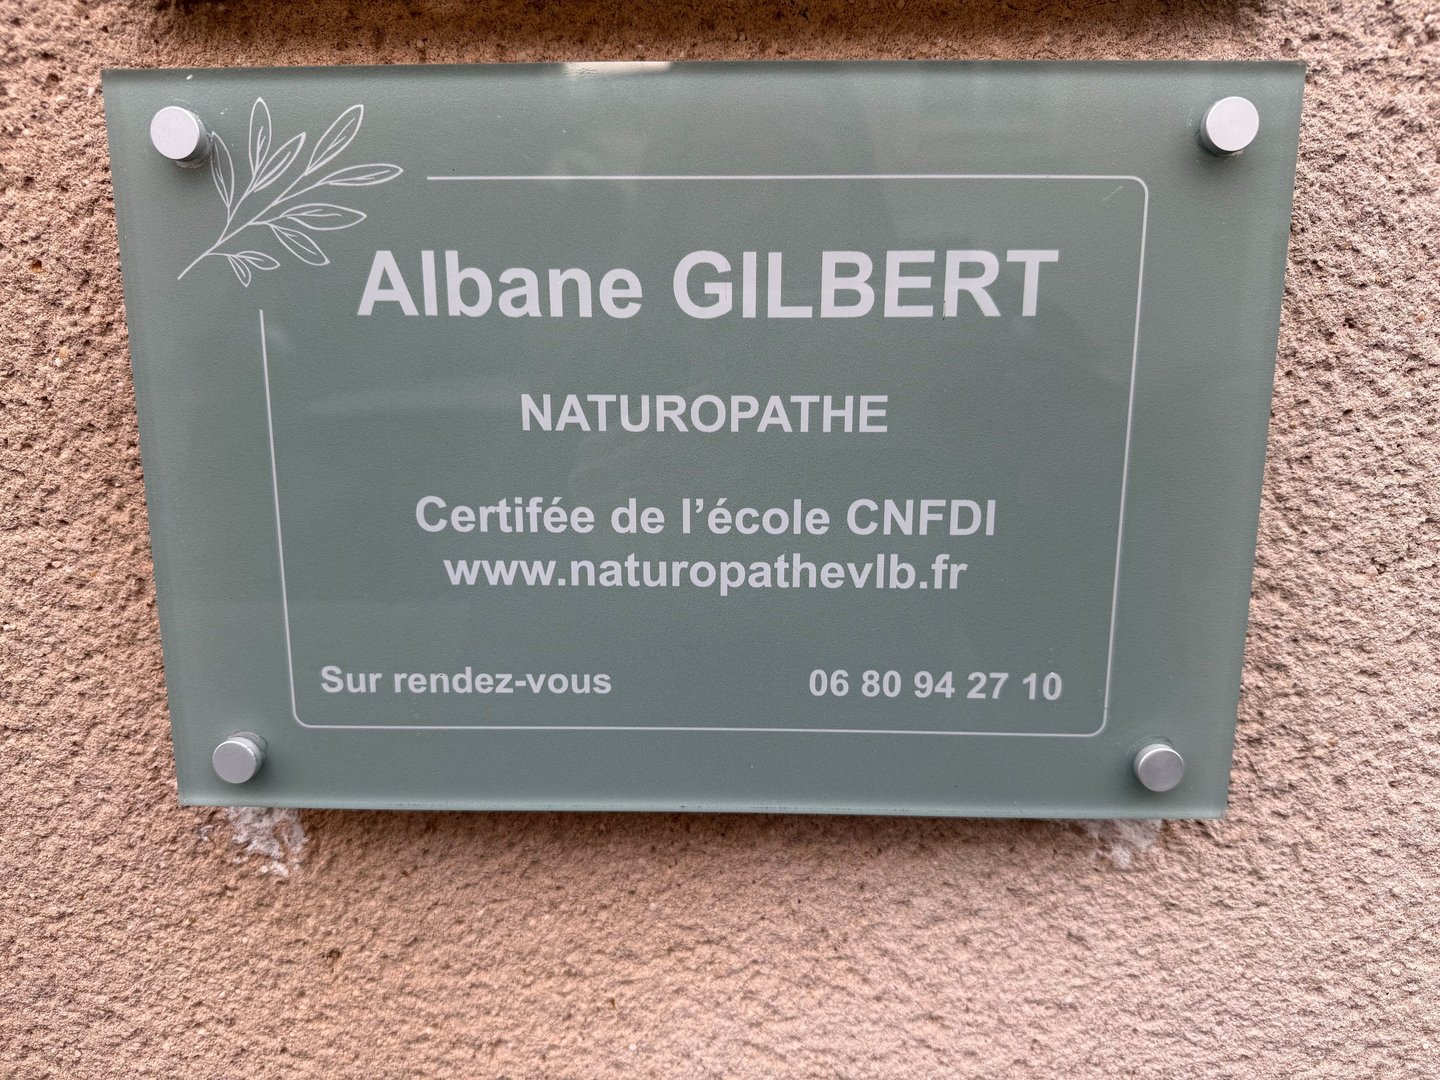 Albane GILBERT
NATUROPATHE
Certifée de l'école CNFDI
www.naturopathevlb.fr
Sur rendez-vous 06 80 94 27 10